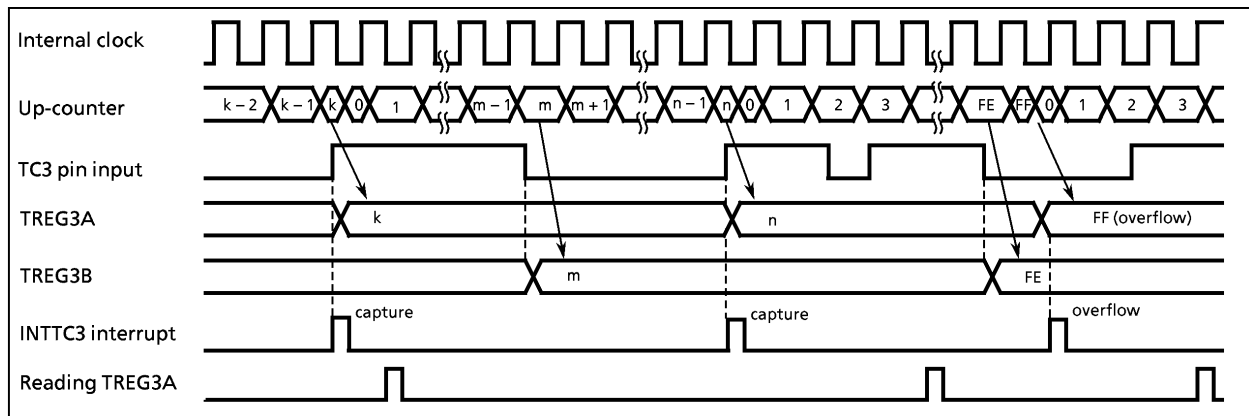 Internal clock
Up-counter k – 2 k – 1 k 0 1 m – 1 m m + 1 n – 1 n 0 1 2 3 FE FF 0 1 2 3
TC3 pin input
TREG3A k n FF (overflow)
TREG3B m FE
INTTC3 interrupt capture capture overflow
Reading TREG3A